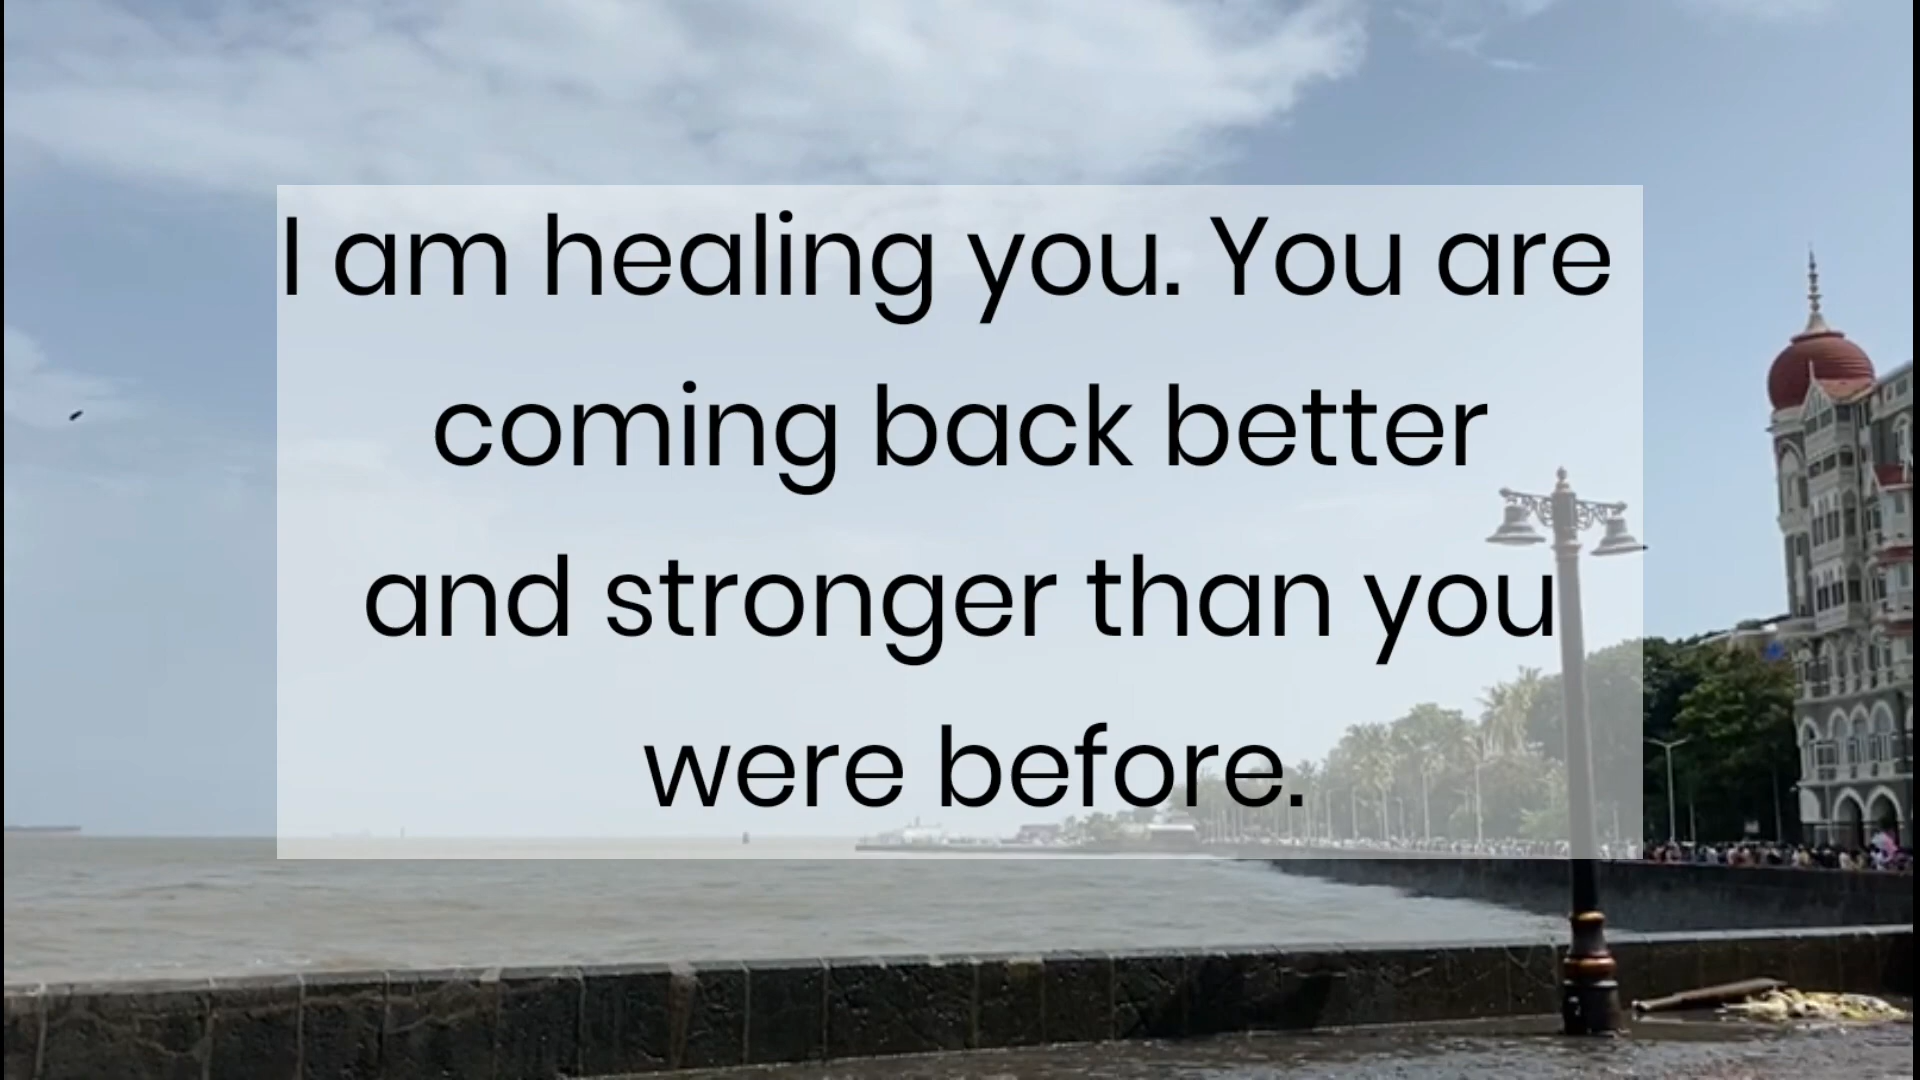 I am healing you. You are
coming back better
and stronger than you
were before.